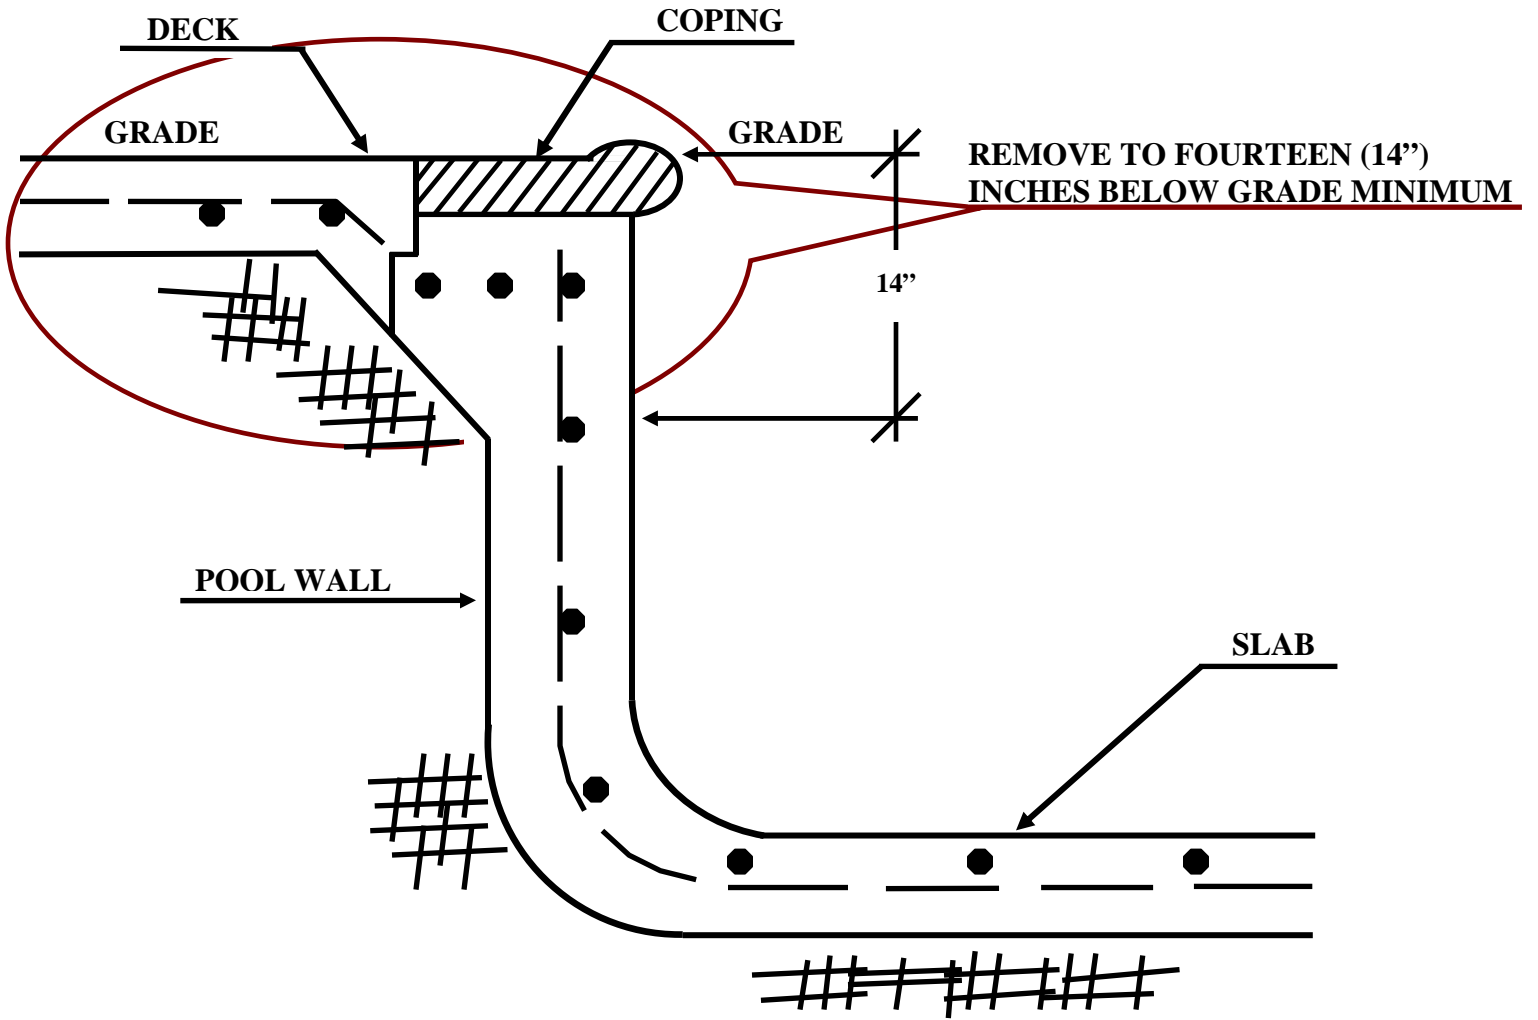 DECK
COPING
GRADE
GRADE
REMOVE TO FOURTEEN (14”)
INCHES BELOW GRADE MINIMUM
14”
POOL WALL
SLAB